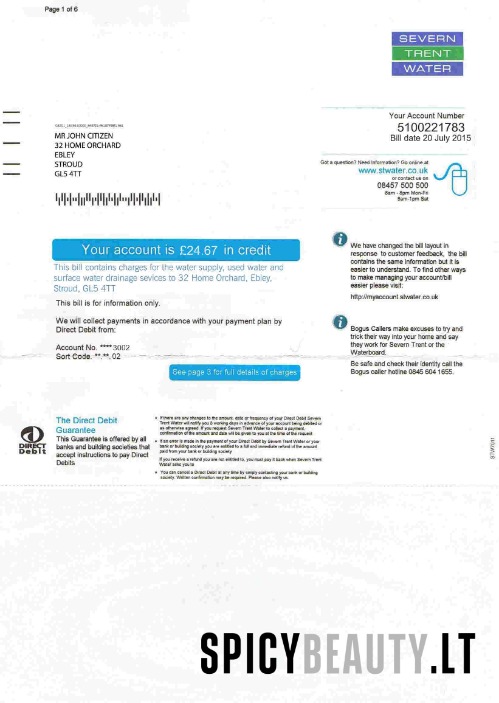 Page 1 of 6
SEVERN
TRENT
WATER
Your Account Number
5100221783
Bill date 20 July 2015
MR JOHN CITIZEN
32 HOME ORCHARD
EBLEY
STROUD
GL5 4TT
Got a question? Need Information? Go online at
www.stwater.co.uk
or contact us on
08457 500 500
8am - 8pm Mon-Fri
8am-1pm Sat
Your account is £24.67 in credit
This bill contains charges for the water supply, used water and
surface water drainage sevices to 32 Home Orchard, Ebley,
Stroud, GL5 4TT
This bill is for information only.
We will collect payments in accordance with your payment plan by
Direct Debit from:
Account No. ****3002
Sort Code. **.**. 02
See page 3 for full details of charges
We have changed the bill layout in
response to customer feedback, the bill
contains the same information but it is
easier to understand. To find other ways
to make managing your account/bill
easier please visit:
http://myaccount.stwater.co.uk
Bogus Callers make excuses to try and
trick their way into your home and say
they work for Severn Trent or the
Waterboard.
Be safe and check their identity call the
Bogus caller hotline 0845 604 1655.
DIRECT
Debit
The Direct Debit
Guarantee
This Guarantee is offered by all
banks and building societies that
accept instructions to pay Direct
Debits
If there are any changes to the amount, date or frequency of your Direct Debit Severn
Trent Water will notify you 5 working days in advance of your account being debited or
as otherwise agreed. If you request Severn Trent Water to collect a payment,
confirmation of the amount and date will be given to you at the time of the request
If an error is made in the payment of your Direct Debit by Severn Trent Water or your
bank or building society you are entitled to a full and immediate refund of the amount
paid from your bank or building society
If you receive a refund you are not entitled to, you must pay it back when Severn Trent
Water asks you to
You can cancel a Direct Debit at any time by simply contacting your bank or building
society. Written confirmation may be required. Please also notify us.
SPICYBEAUTY.LT